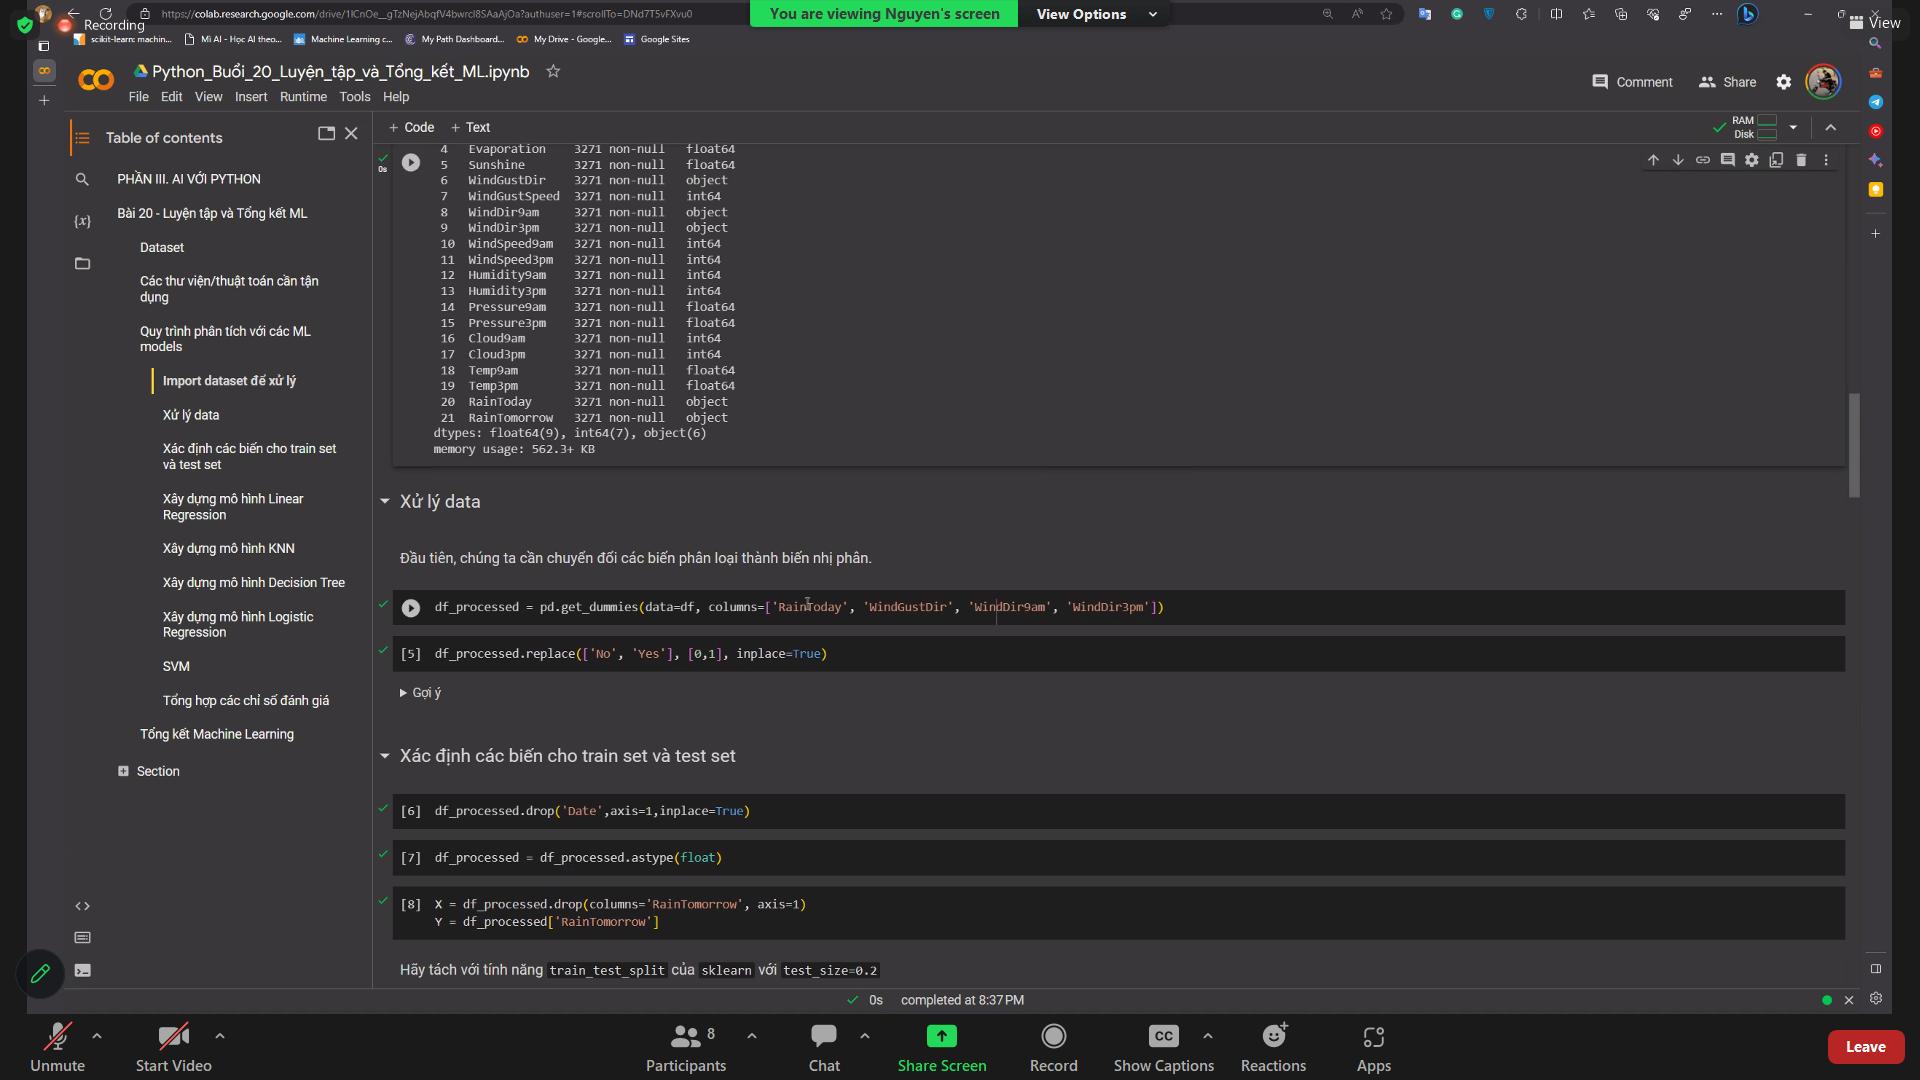 https://colab.research.google.com/drive/1lCnOe__gTzNejAbqfV4bwrcl8SAaAjOa?authuser=1#scrollTo=DNd7T5vFXvu0
You are viewing Nguyen's screen
View Options
View
Recording
scikit-learn: machin...
Mì AI - Học AI theo...
Machine Learning c...
My Path Dashboard...
My Drive - Google...
Google Sites
Python_Buổi_20_Luyện_tập_và_Tổng_kết_ML.ipynb
File Edit View Insert Runtime Tools Help
Comment
Share
Table of contents
PHẦN III. AI VỚI PYTHON
Bài 20 - Luyện tập và Tổng kết ML
Dataset
Các thư viện/thuật toán cần tận
dụng
Quy trình phân tích với các ML
models
Import dataset để xử lý
Xử lý data
Xác định các biến cho train set
và test set
Xây dựng mô hình Linear
Regression
Xây dựng mô hình KNN
Xây dựng mô hình Decision Tree
Xây dựng mô hình Logistic
Regression
SVM
Tổng hợp các chỉ số đánh giá
Tổng kết Machine Learning
Section
+ Code + Text
RAM
Disk
0s
4 Evaporation 3271 non-null float64
5 Sunshine 3271 non-null float64
6 WindGustDir 3271 non-null object
7 WindGustSpeed 3271 non-null int64
8 WindDir9am 3271 non-null object
9 WindDir3pm 3271 non-null object
10 WindSpeed9am 3271 non-null int64
11 WindSpeed3pm 3271 non-null int64
12 Humidity9am 3271 non-null int64
13 Humidity3pm 3271 non-null int64
14 Pressure9am 3271 non-null float64
15 Pressure3pm 3271 non-null float64
16 Cloud9am 3271 non-null int64
17 Cloud3pm 3271 non-null int64
18 Temp9am 3271 non-null float64
19 Temp3pm 3271 non-null float64
20 RainToday 3271 non-null object
21 RainTomorrow 3271 non-null object
dtypes: float64(9), int64(7), object(6)
memory usage: 562.3+ KB
Xử lý data
Đầu tiên, chúng ta cần chuyển đổi các biến phân loại thành biến nhị phân.
df_processed = pd.get_dummies(data=df, columns=['RainToday', 'WindGustDir', 'WindDir9am', 'WindDir3pm'])
[5] df_processed.replace(['No', 'Yes'], [0,1], inplace=True)
Gợi ý
Xác định các biến cho train set và test set
[6] df_processed.drop('Date',axis=1,inplace=True)
[7] df_processed = df_processed.astype(float)
[8] X = df_processed.drop(columns='RainTomorrow', axis=1)
Y = df_processed['RainTomorrow']
Hãy tách với tính năng train_test_split của sklearn với test_size=0.2
0s completed at 8:37 PM
Unmute
Start Video
Participants
8
Chat
Share Screen
Record
CC
Show Captions
Reactions
Apps
Leave